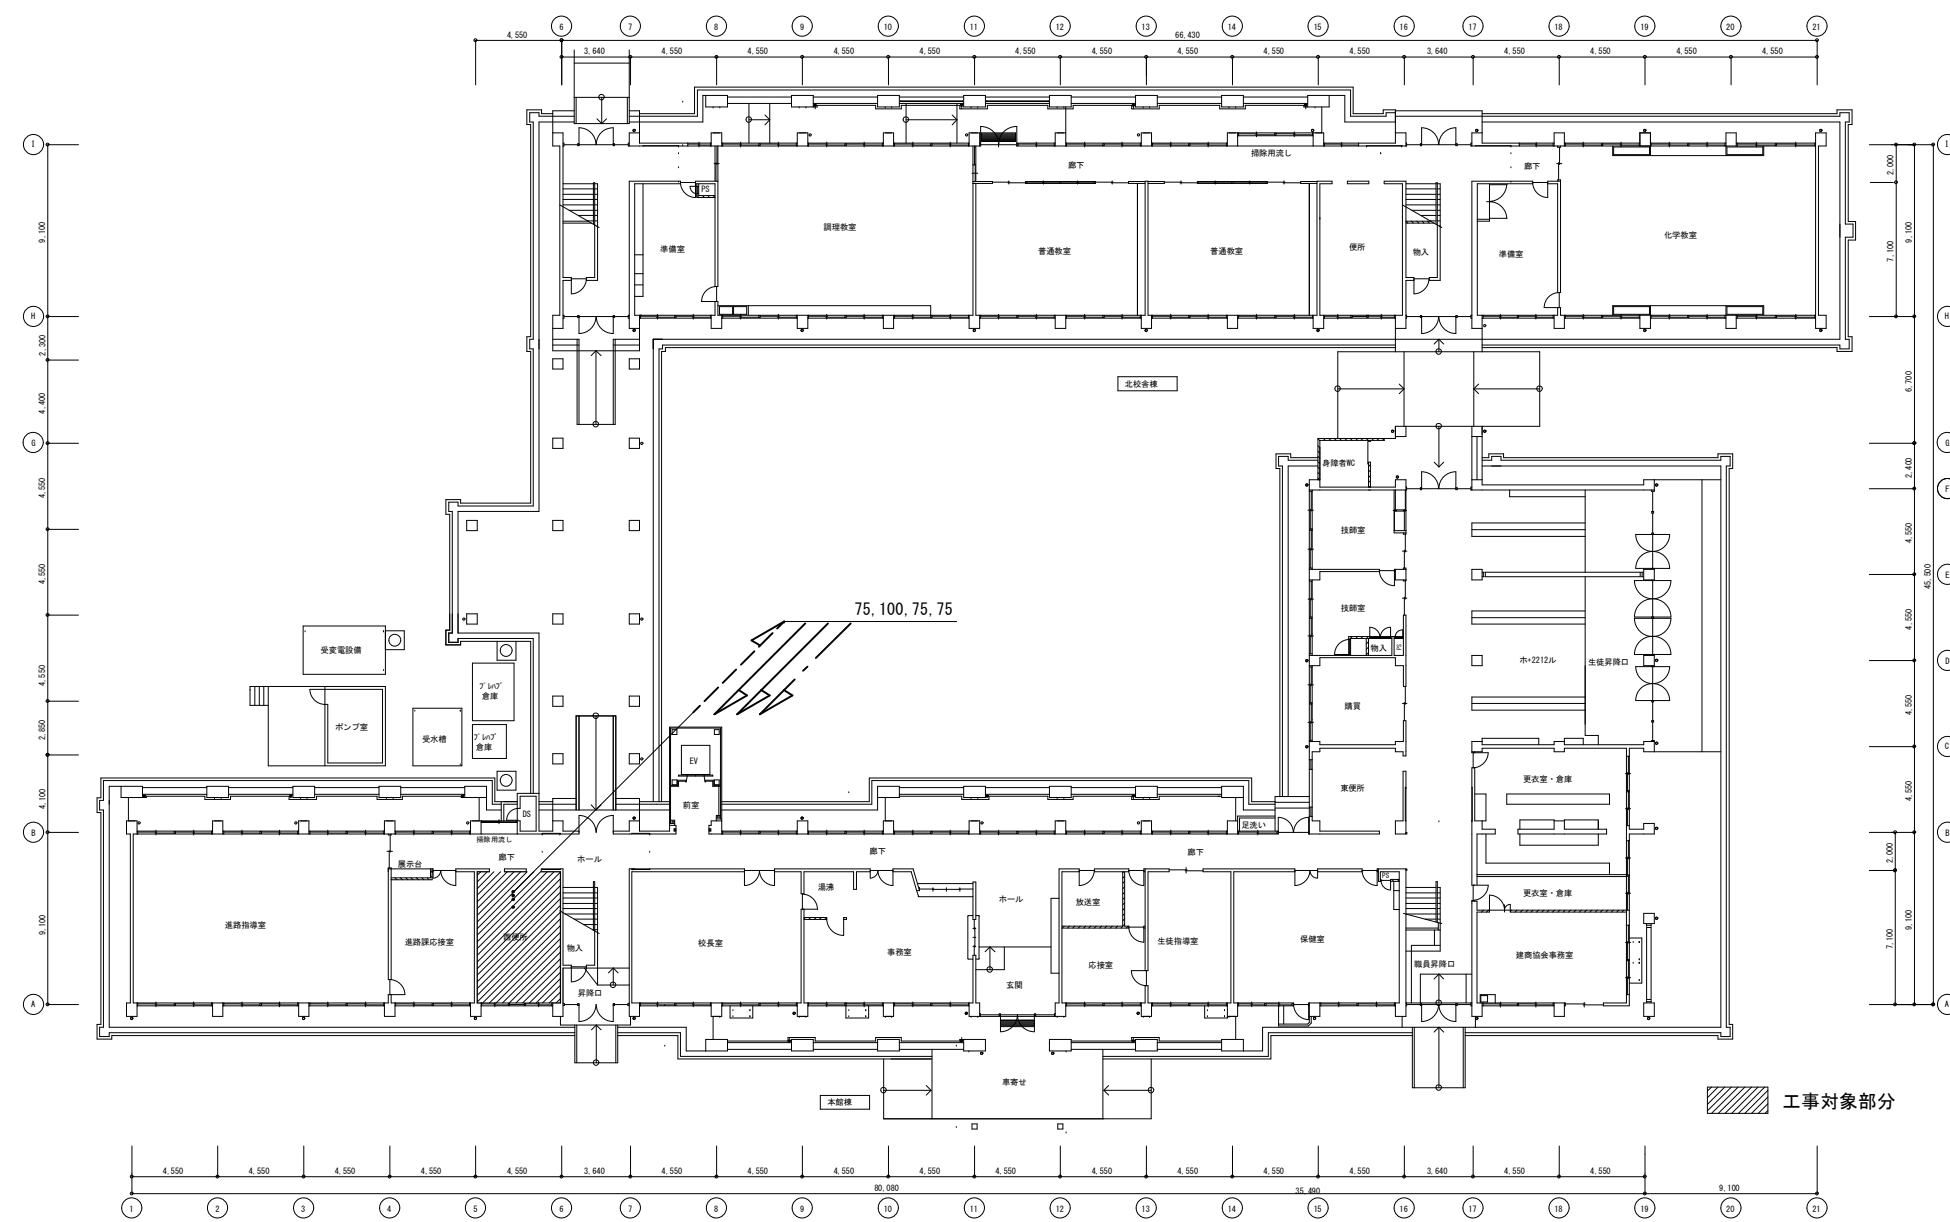 6 7 8 9 10 11 12 13 14 15 16 17 18 19 20 21
4,550 66,430
3,640 4,550 4,550 4,550 4,550 4,550 4,550 4,550 4,550 4,550 3,640 4,550 4,550 4,550 4,550
I
I
掃除用流し
廊下
廊下
2,000
PS
9,100
調理教室
化学教室
9,100
準備室
普通教室
普通教室
便所
物入
準備室
7,100
H
H
2,300
北校舎棟
6,700
4,400
G
G
身障者WC
2,400
4,550
F
技師室
4,550
4,550
E
45,500
75,100,75,75
技師室
4,550
受変電設備
物入
PS
ホ+2212ル
生徒昇降口
D
4,550
プレハブ
倉庫
購買
4,550
ポンプ室
受水槽
プレハブ
倉庫
2,850
C
EV
更衣室・倉庫
東便所
4,100
4,550
前室
DS
足洗い
B
B
掃除用流し
廊下
ホール
廊下
廊下
展示台
2,000
湯沸
PS
放送室
ホール
更衣室・倉庫
9,100
進路指導室
進路課応接室
西便所
物入
校長室
事務室
生徒指導室
保健室
9,100
7,100
建商協会事務室
応接室
職員昇降口
玄関
昇降口
A
A
車寄せ
本館棟
工事対象部分
4,550 4,550 4,550 4,550 4,550 3,640 4,550 4,550 4,550 4,550 4,550 4,550 4,550 4,550 4,550 3,640 4,550 4,550
80,080 35,490 9,100
1 2 3 4 5 6 7 8 9 10 11 12 13 14 15 16 17 18 19 20 21